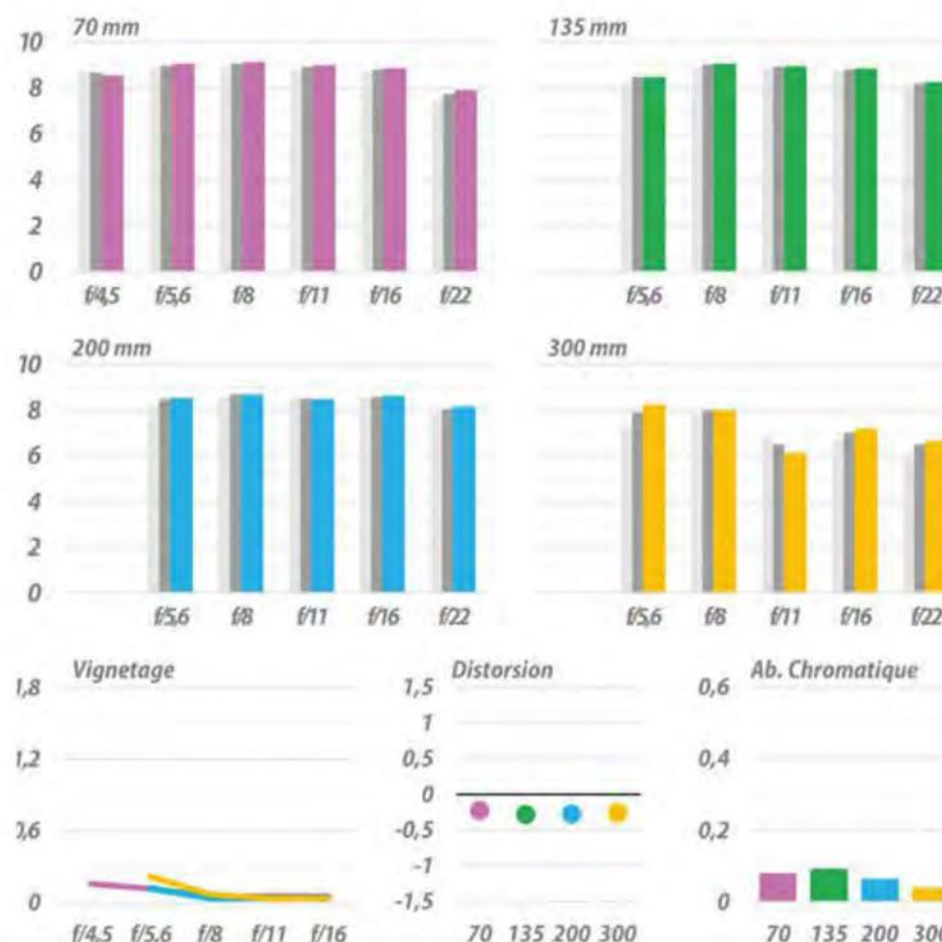 70 mm 135 mm
10
8
6
4
2
0
f/4,5 f/5,6 f/8 f/11 f/16 f/22 f/5,6 f/8 f/11 f/16 f/22
200 mm 300 mm
10
8
6
4
2
0
f/5,6 f/8 f/11 f/16 f/22 f/5,6 f/8 f/11 f/16 f/22
Vignetage Distorsion Ab. Chromatique
1,8 1,5 0,6
1
1,2 0,5 0,4
0
0,6 -0,5 0,2
-1
0 -1,5 0
f/4,5 f/5,6 f/8 f/11 f/16 70 135 200 300 70 135 200 300